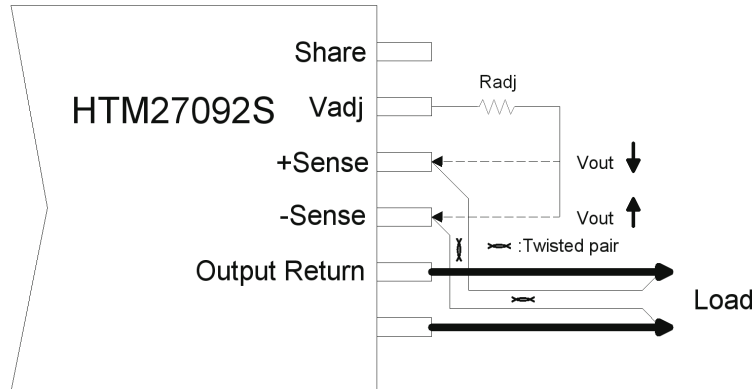 Share
Radj
HTM27092S
Vadj
+Sense
Vout
-Sense
Vout
:Twisted pair
Output Return
Load